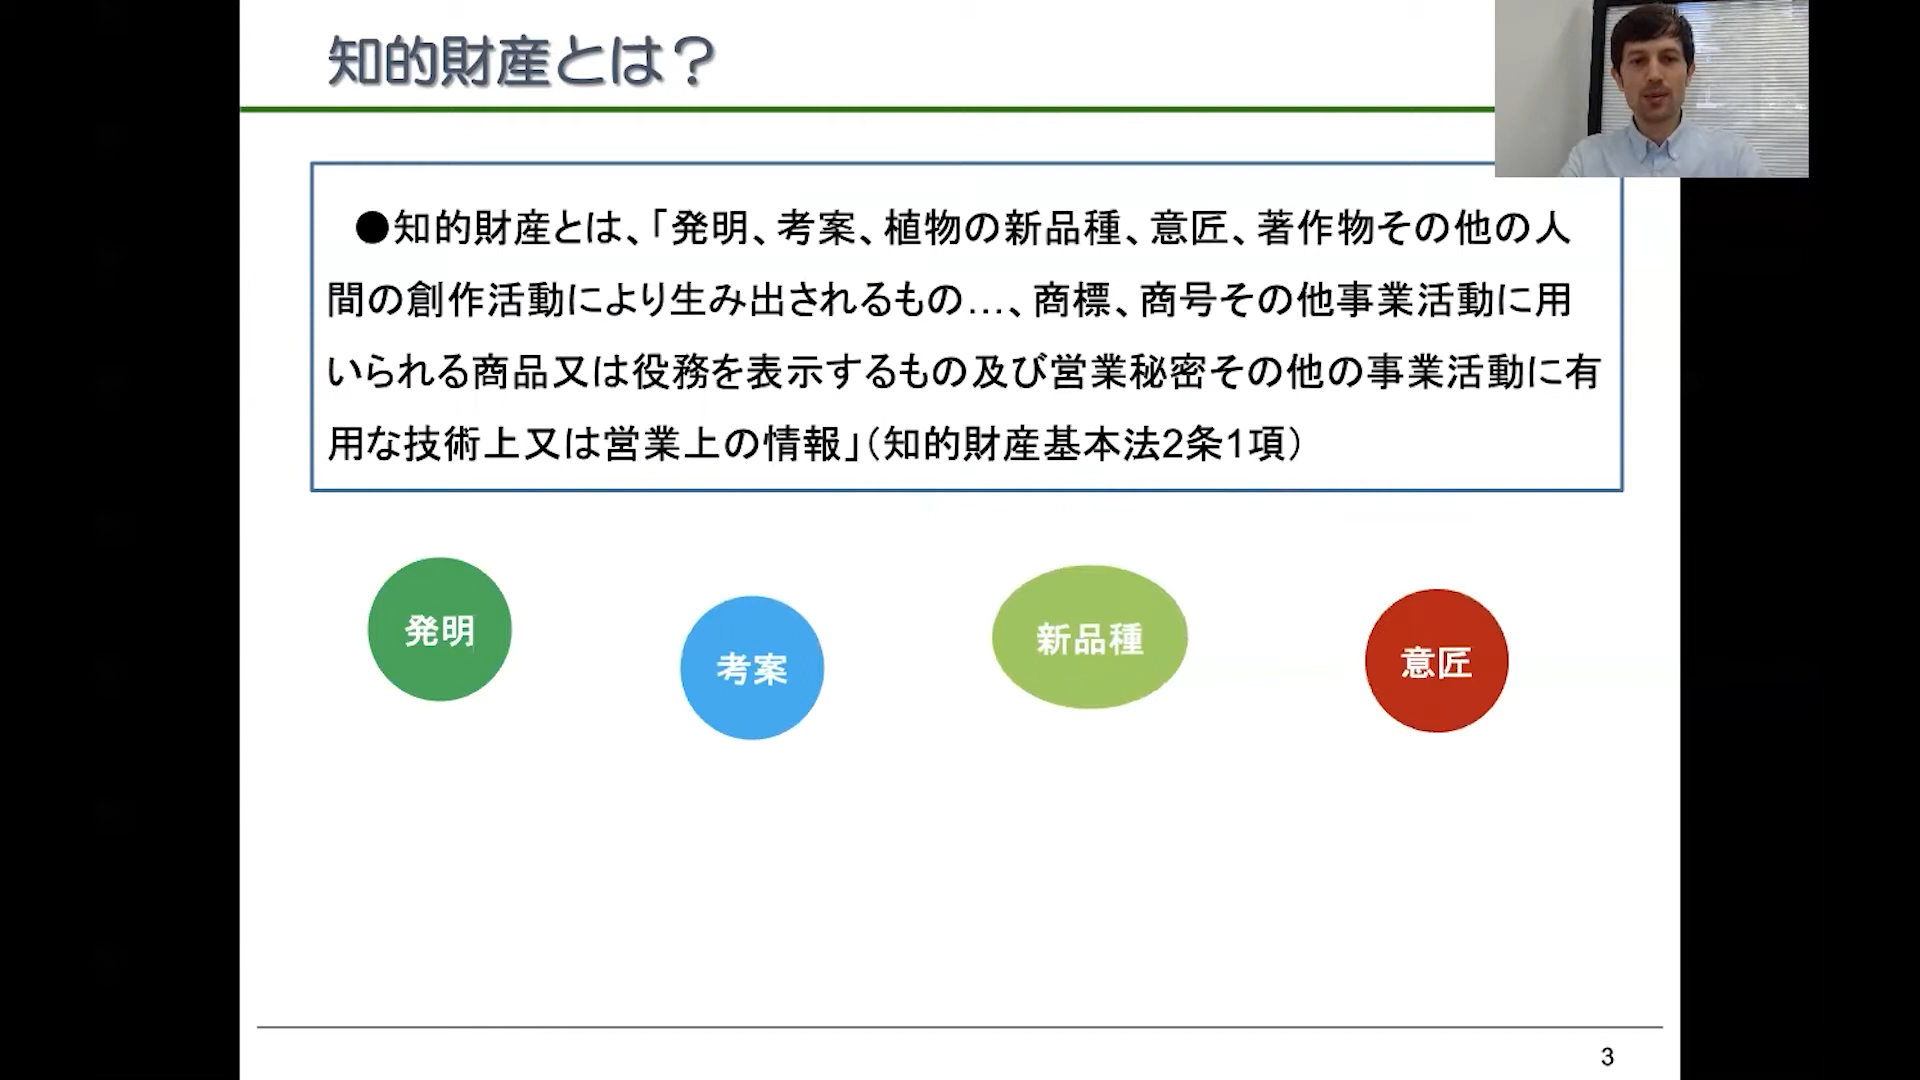 知的財産とは？
●知的財産とは、「発明、考案、植物の新品種、意匠、著作物その他の人
間の創作活動により生み出されるもの…、商標、商号その他事業活動に用
いられる商品又は役務を表示するもの及び営業秘密その他の事業活動に有
用な技術上又は営業上の情報」（知的財産基本法2条1項）
発明
考案
新品種
意匠
3